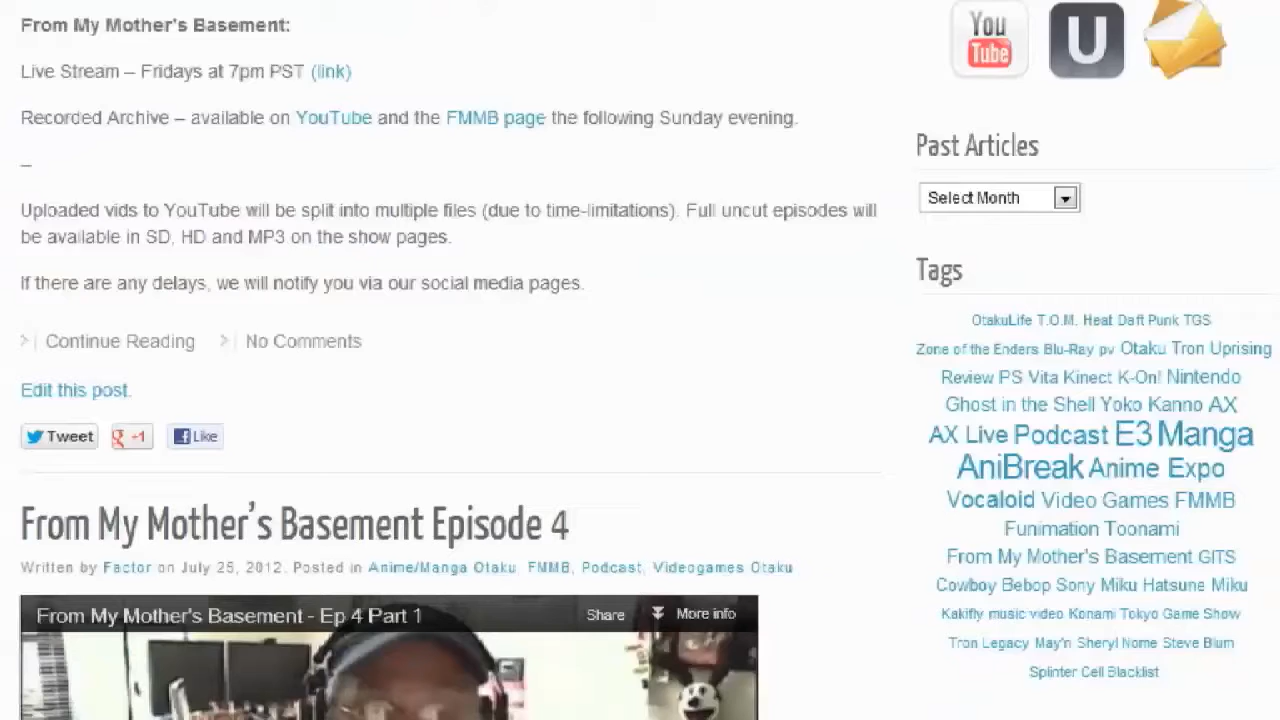 From My Mother's Basement:
Live Stream – Fridays at 7pm PST (link)
Recorded Archive – available on YouTube and the FMMB page the following Sunday evening.
–
Uploaded vids to YouTube will be split into multiple files (due to time-limitations). Full uncut episodes will
be available in SD, HD and MP3 on the show pages.
If there are any delays, we will notify you via our social media pages.
Continue Reading
No Comments
Edit this post.
Tweet
+1
Like
From My Mother's Basement Episode 4
Written by Factor on July 25, 2012. Posted in Anime/Manga Otaku, FMMB, Podcast, Videogames Otaku
From My Mother's Basement - Ep 4 Part 1
Share
More info
You
Tube
U
Past Articles
Select Month
Tags
OtakuLife T.O.M. Heat Daft Punk TGS
Zone of the Enders Blu-Ray pv Otaku Tron Uprising
Review PS Vita Kinect K-On! Nintendo
Ghost in the Shell Yoko Kanno AX
AX Live Podcast E3 Manga
AniBreak Anime Expo
Vocaloid Video Games FMMB
Funimation Toonami
From My Mother's Basement GITS
Cowboy Bebop Sony Miku Hatsune Miku
Kakifly music video Konami Tokyo Game Show
Tron Legacy May'n Sheryl Nome Steve Blum
Splinter Cell Blacklist